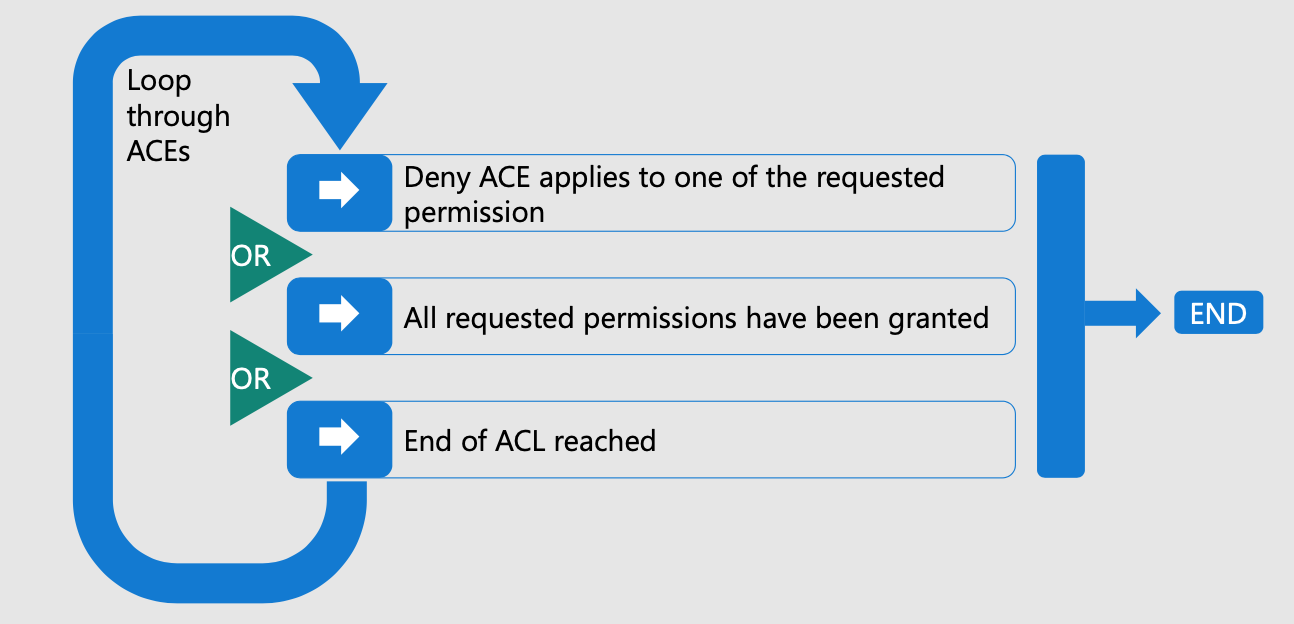 Loop
through
ACEs
Deny ACE applies to one of the requested
permission
OR
All requested permissions have been granted
OR
End of ACL reached
END